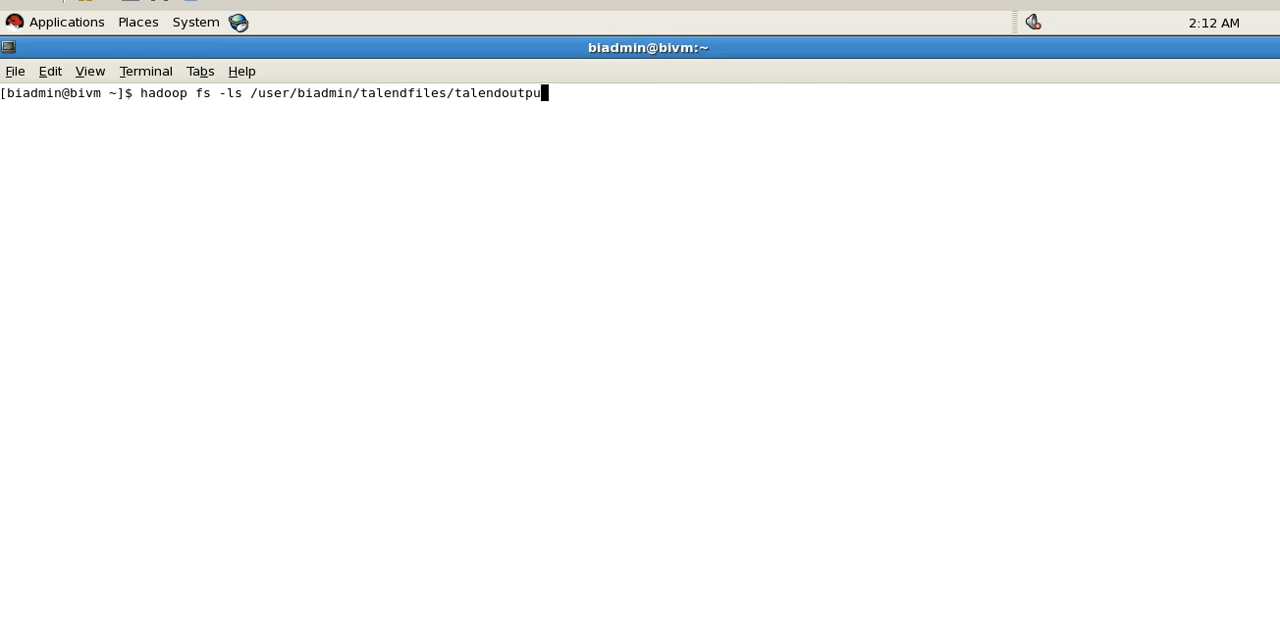 Applications Places System 2:12 AM
biadmin@bivm:~
File Edit View Terminal Tabs Help
[biadmin@bivm ~]$ hadoop fs -ls /user/biadmin/talendfiles/talendoutpu